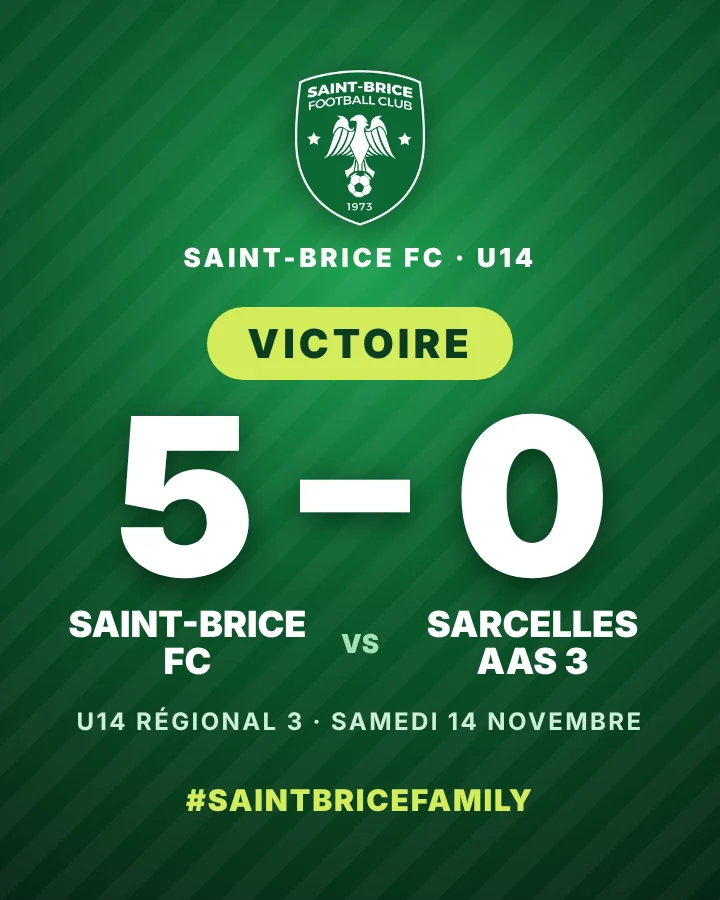 SAINT-BRICE
FOOTBALL CLUB
1973
SAINT-BRICE FC · U14
VICTOIRE
5 – 0
SAINT-BRICE
FC
vs
SARCELLES
AAS 3
U14 RÉGIONAL 3 · SAMEDI 14 NOVEMBRE
#SAINTBRICEFAMILY